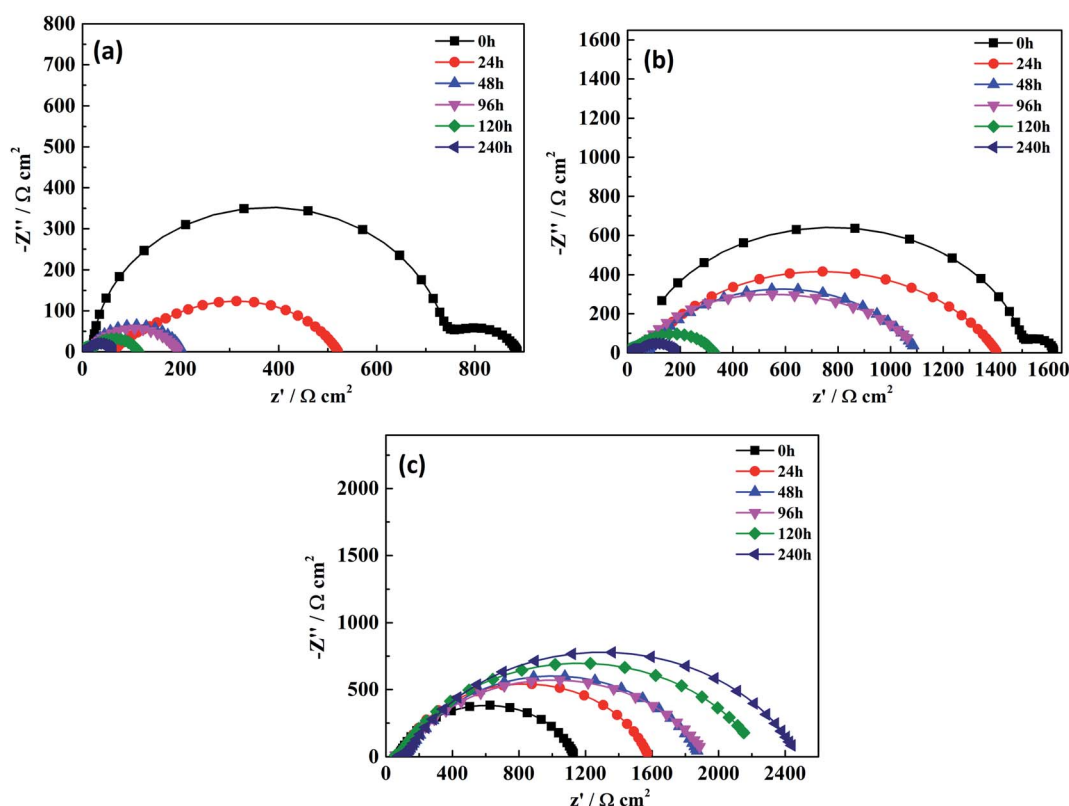 (a)
800
700
600
500
400
300
200
100
0
-Z'' / Ω cm²
0h
24h
48h
96h
120h
240h
0 200 400 600 800
z' / Ω cm²
(b)
1600
1400
1200
1000
800
600
400
200
0
-Z'' / Ω cm²
0h
24h
48h
96h
120h
240h
0 200 400 600 800 1000 1200 1400 1600
z' / Ω cm²
(c)
2000
1500
1000
500
0
-Z'' / Ω cm²
0h
24h
48h
96h
120h
240h
400 800 1200 1600 2000 2400
z' / Ω cm²